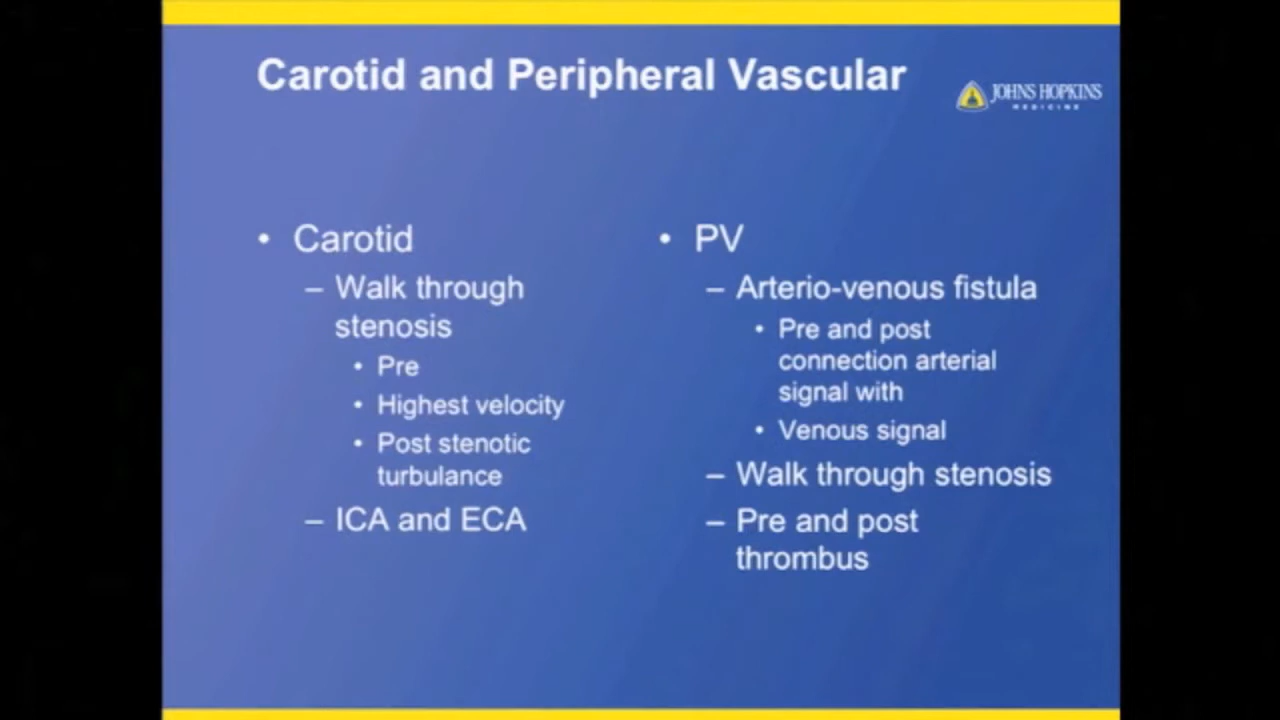 Carotid and Peripheral Vascular
JOHNS HOPKINS
MEDICINE
• Carotid
– Walk through
stenosis
• Pre
• Highest velocity
• Post stenotic
turbulance
– ICA and ECA
• PV
– Arterio-venous fistula
• Pre and post
connection arterial
signal with
• Venous signal
– Walk through stenosis
– Pre and post
thrombus